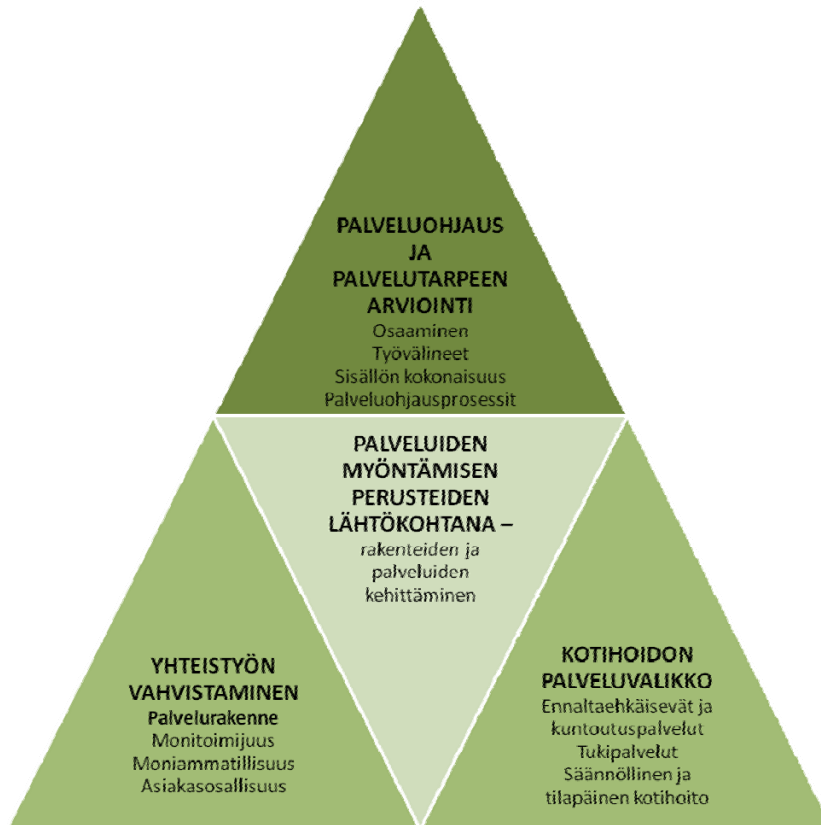 PALVELUOHJAUS
JA
PALVELUTARPEEN
ARVIOINTI
Osaaminen
Työvälineet
Sisällön kokonaisuus
Palveluohjausprosessit
PALVELUIDEN
MYÖNTÄMISEN
PERUSTEIDEN
LÄHTÖKOHTANA –
rakenteiden ja
palveluiden
kehittäminen
YHTEISTYÖN
VAHVISTAMINEN
Palvelurakenne
Monitoimijuus
Moniammatillisuus
Asiakasosallisuus
KOTIHOIDON
PALVELUVALIKKO
Ennaltaehkäisevät ja
kuntoutuspalvelut
Tukipalvelut
Säännöllinen ja
tilapäinen kotihoito